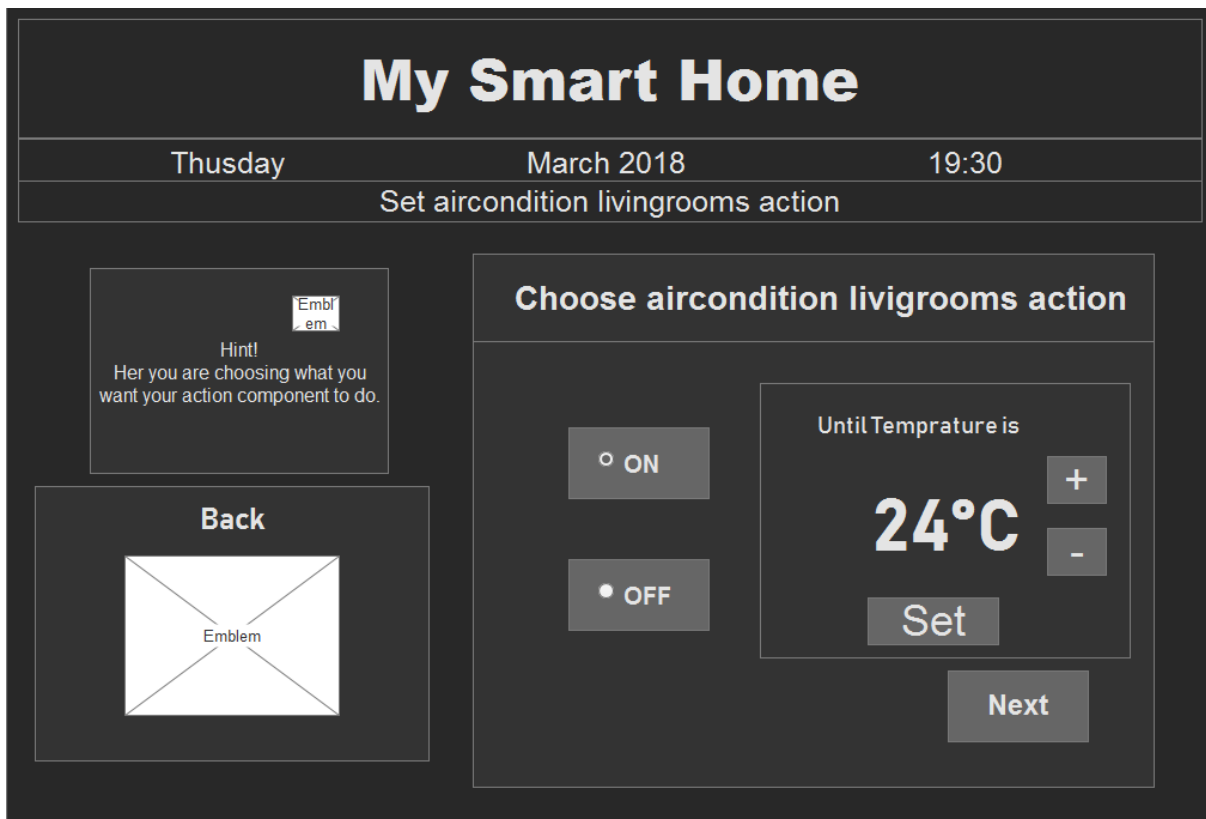 My Smart Home
Thusday March 2018 19:30
Set aircondition livingrooms action
Embl
em
Hint!
Her you are choosing what you
want your action component to do.
Back
Emblem
Choose aircondition livigrooms action
ON
OFF
Until Temprature is
24°C
+
-
Set
Next